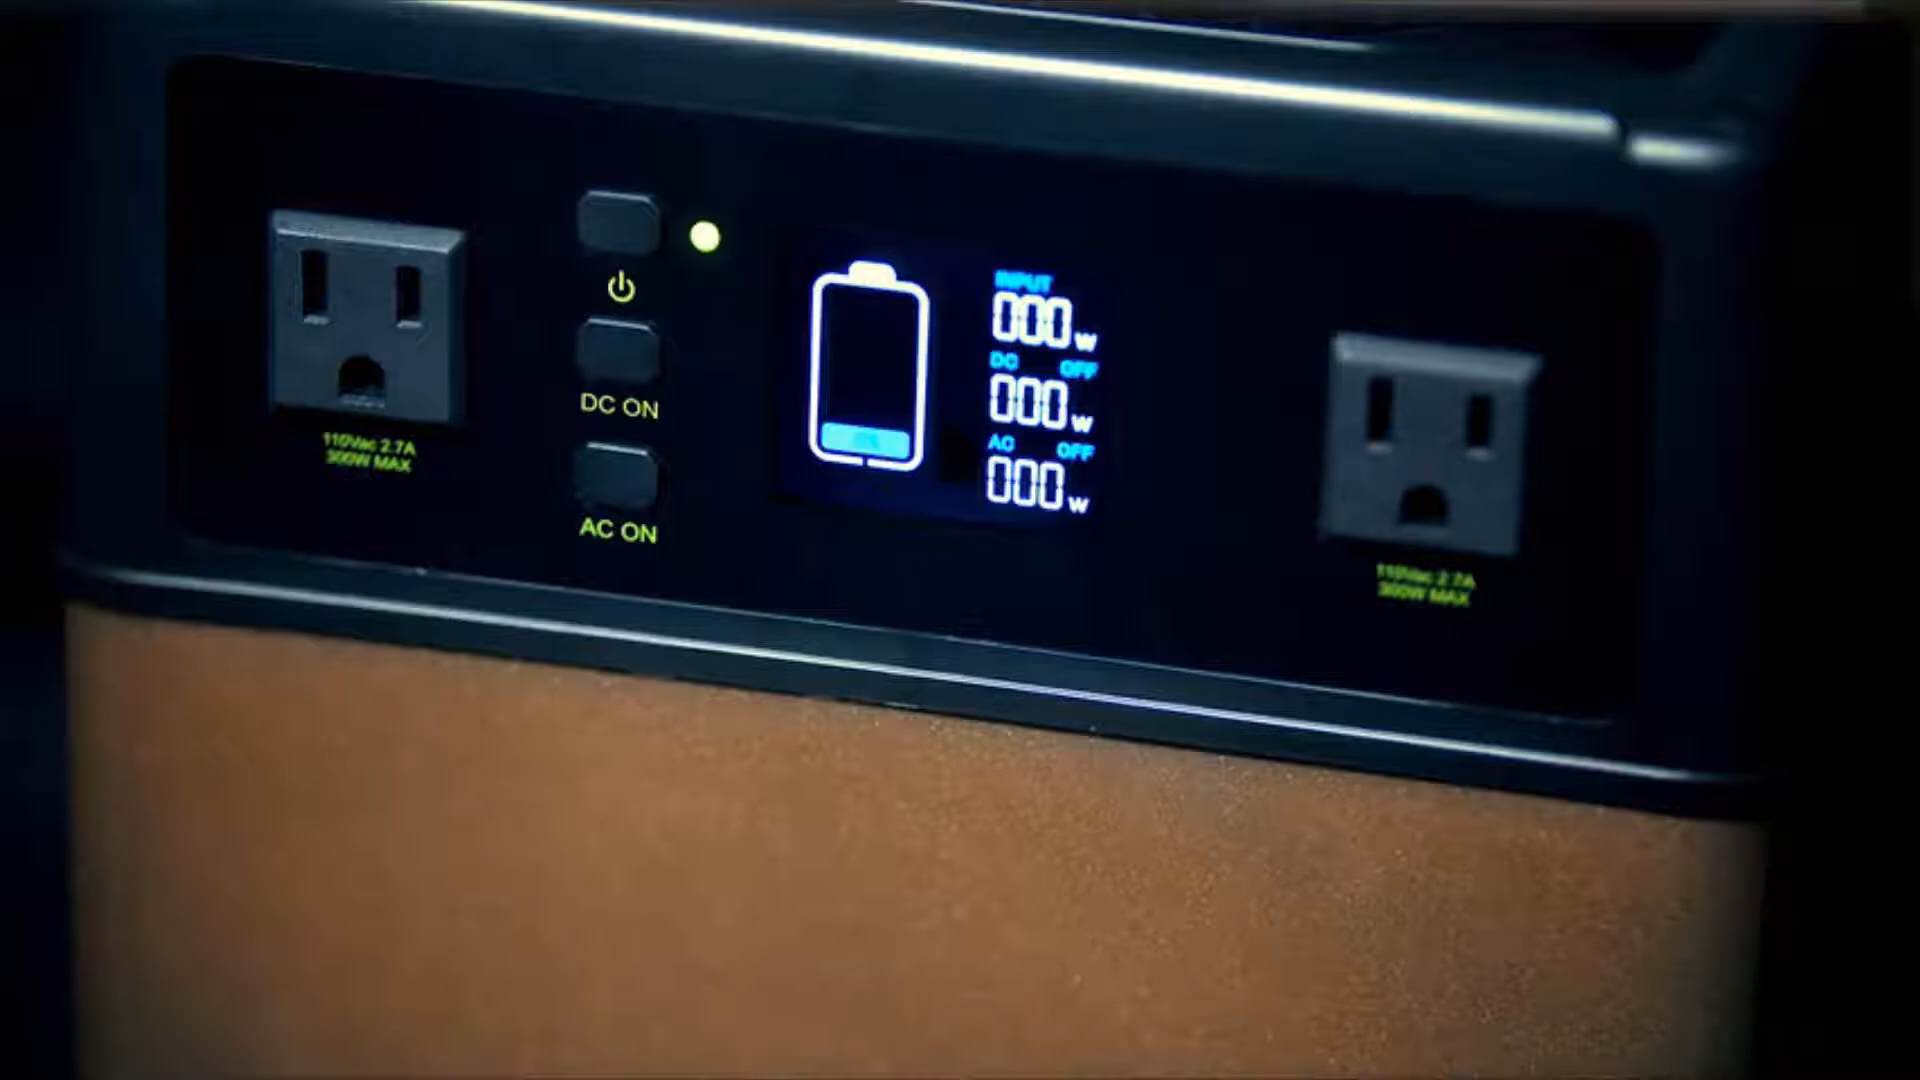 110Vac 2.7A
300W MAX
DC ON
AC ON
INPUT
000w
DC OFF
000w
AC OFF
000w
110Vac 2.7A
300W MAX